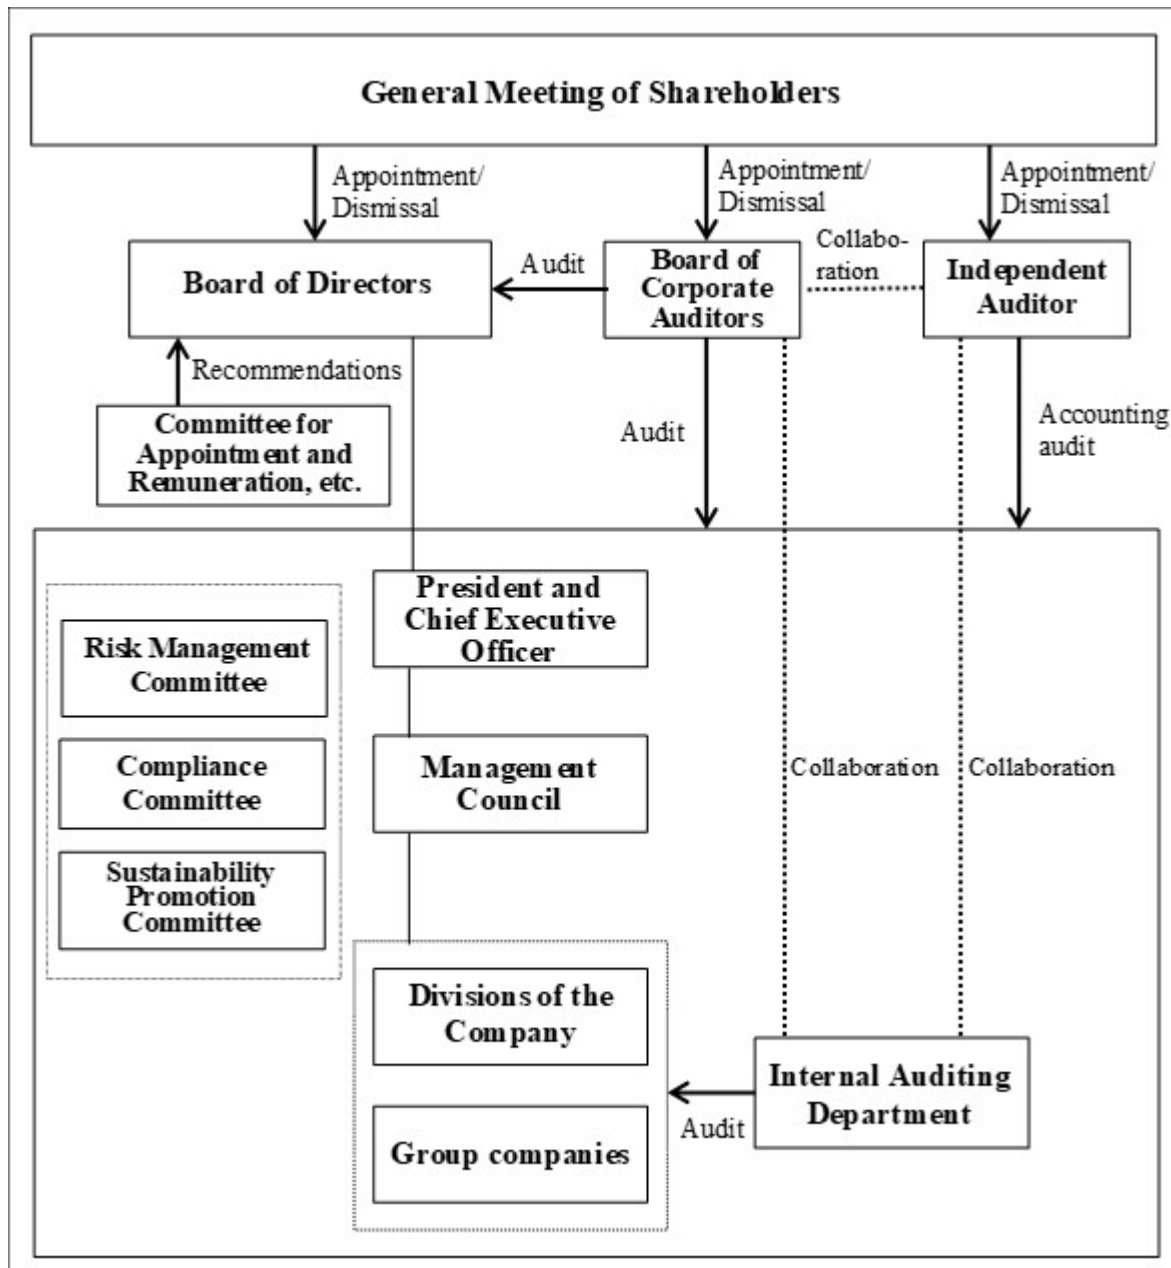 General Meeting of Shareholders
Appointment/
Dismissal
Appointment/
Dismissal
Appointment/
Dismissal
Board of Directors
Audit
Board of
Corporate
Auditors
Collabo-
ration
Independent
Auditor
Recommendations
Committee for
Appointment and
Remuneration, etc.
Audit
Accounting
audit
Risk Management
Committee
Compliance
Committee
Sustainability
Promotion
Committee
President and
Chief Executive
Officer
Management
Council
Collaboration
Collaboration
Divisions of the
Company
Group companies
Audit
Internal Auditing
Department